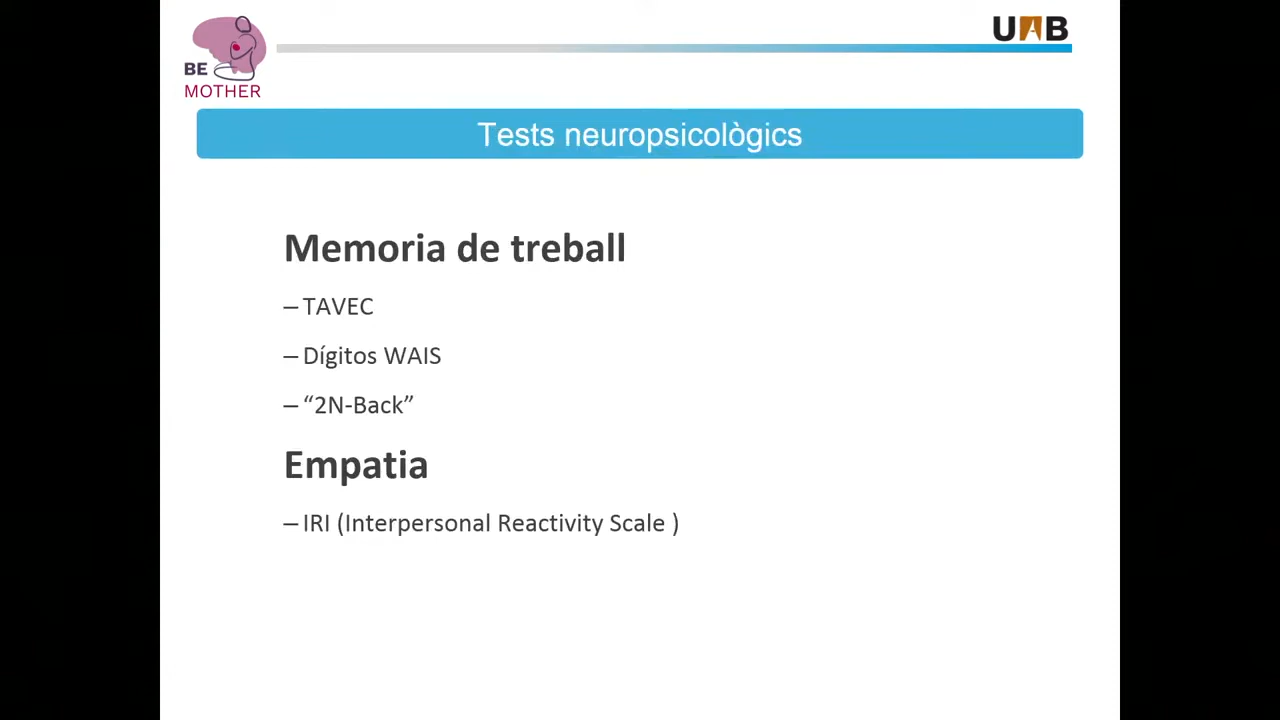 BE
MOTHER
UAB
Tests neuropsicològics
Memoria de treball
– TAVEC
– Dígitos WAIS
– “2N-Back”
Empatia
– IRI (Interpersonal Reactivity Scale )